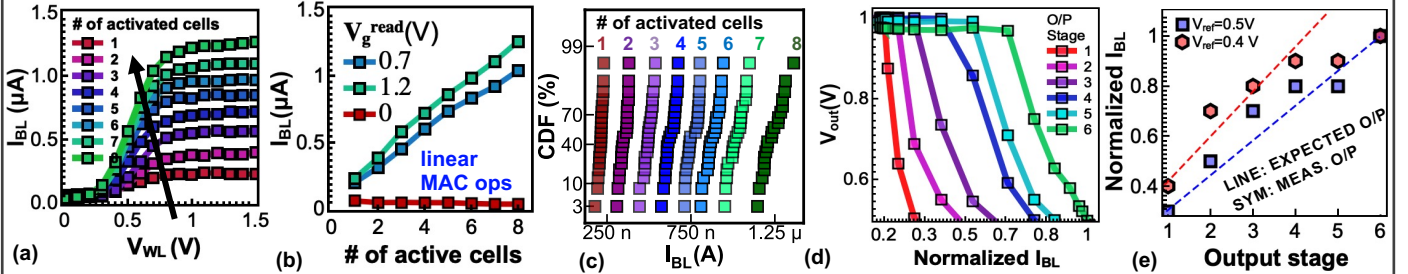 # of activated cells
1
2
3
4
5
6
7
8
I_BL (µA)
1.5
1.0
0.5
0.0
0.0
0.5
1.0
1.5
V_WL (V)
(a)
V_g^read(V)
0.7
1.2
0
linear
MAC ops
I_BL(µA)
1.5
1
0.5
0
0
2
4
6
8
# of active cells
(b)
# of activated cells
1 2 3 4 5 6 7 8
CDF (%)
99
70
40
10
3
250 n 750 n 1.25 µ
I_BL(A)
(c)
O/P
Stage
1
2
3
4
5
6
V_out(V)
1
0.8
0.6
0.2 0.3 0.5 0.7 0.8 1
Normalized I_BL
(d)
V_ref=0.5V
V_ref=0.4 V
LINE: EXPECTED O/P
SYM: MEAS. O/P
Normalized I_BL
1
0.8
0.6
0.4
1 2 3 4 5 6
Output stage
(e)